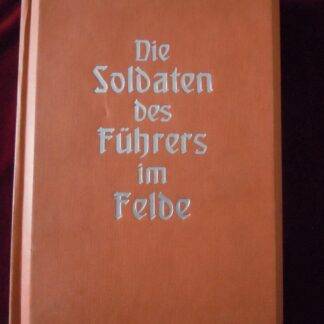 Die
Soldaten
des
Führers
im
Felde